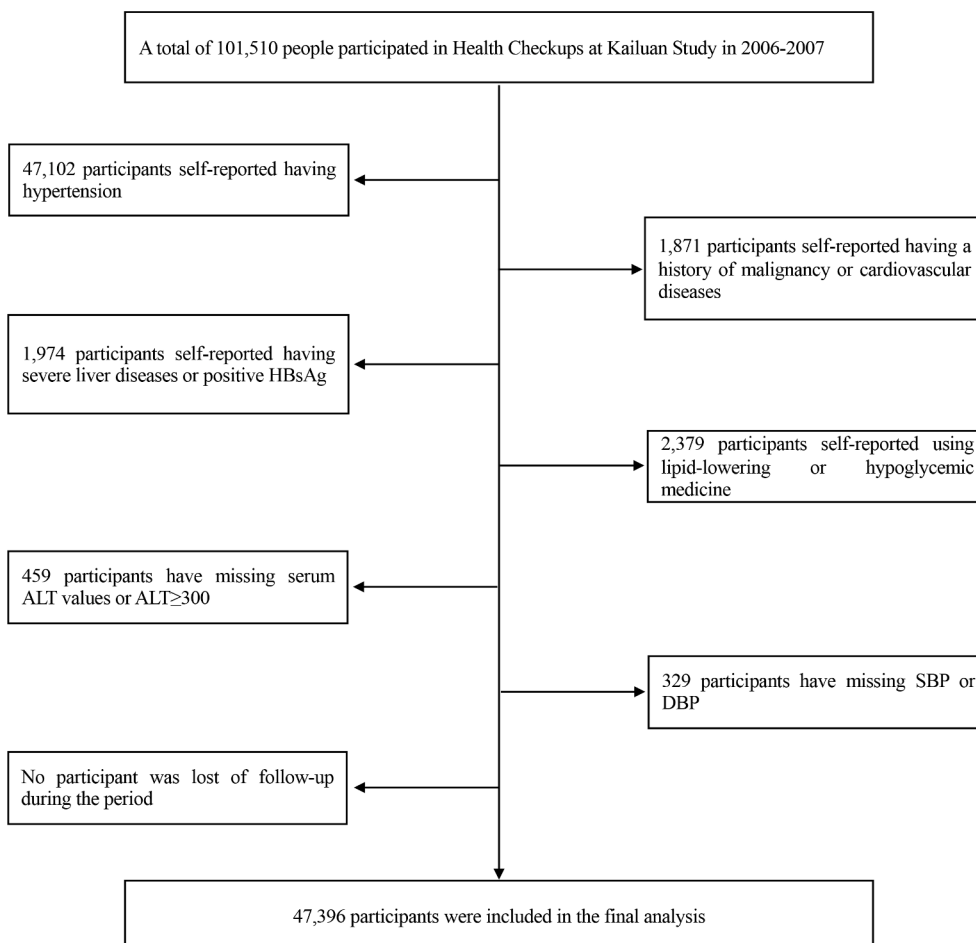 A total of 101,510 people participated in Health Checkups at Kailuan Study in 2006-2007
47,102 participants self-reported having
hypertension
1,871 participants self-reported having a
history of malignancy or cardiovascular
diseases
1,974 participants self-reported having
severe liver diseases or positive HBsAg
2,379 participants self-reported using
lipid-lowering or hypoglycemic
medicine
459 participants have missing serum
ALT values or ALT≥300
329 participants have missing SBP or
DBP
No participant was lost of follow-up
during the period
47,396 participants were included in the final analysis